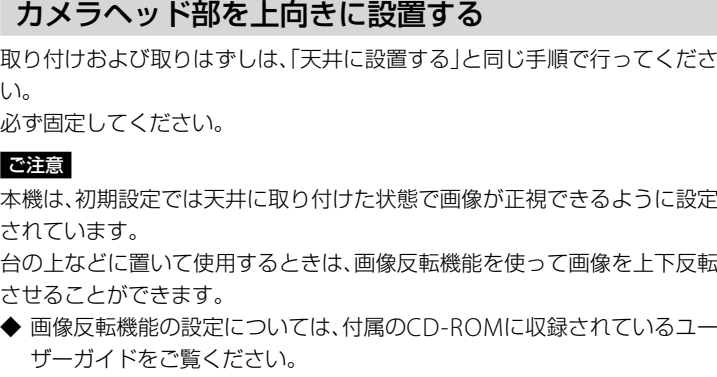 カメラヘッド部を上向きに設置する
取り付けおよび取りはずしは、「天井に設置する」と同じ手順で行ってくださ
い。
必ず固定してください。
ご注意
本機は、初期設定では天井に取り付けた状態で画像が正視できるように設定
されています。
台の上などに置いて使用するときは、画像反転機能を使って画像を上下反転
させることができます。
◆ 画像反転機能の設定については、付属のCD-ROMに収録されているユー
ザーガイドをご覧ください。